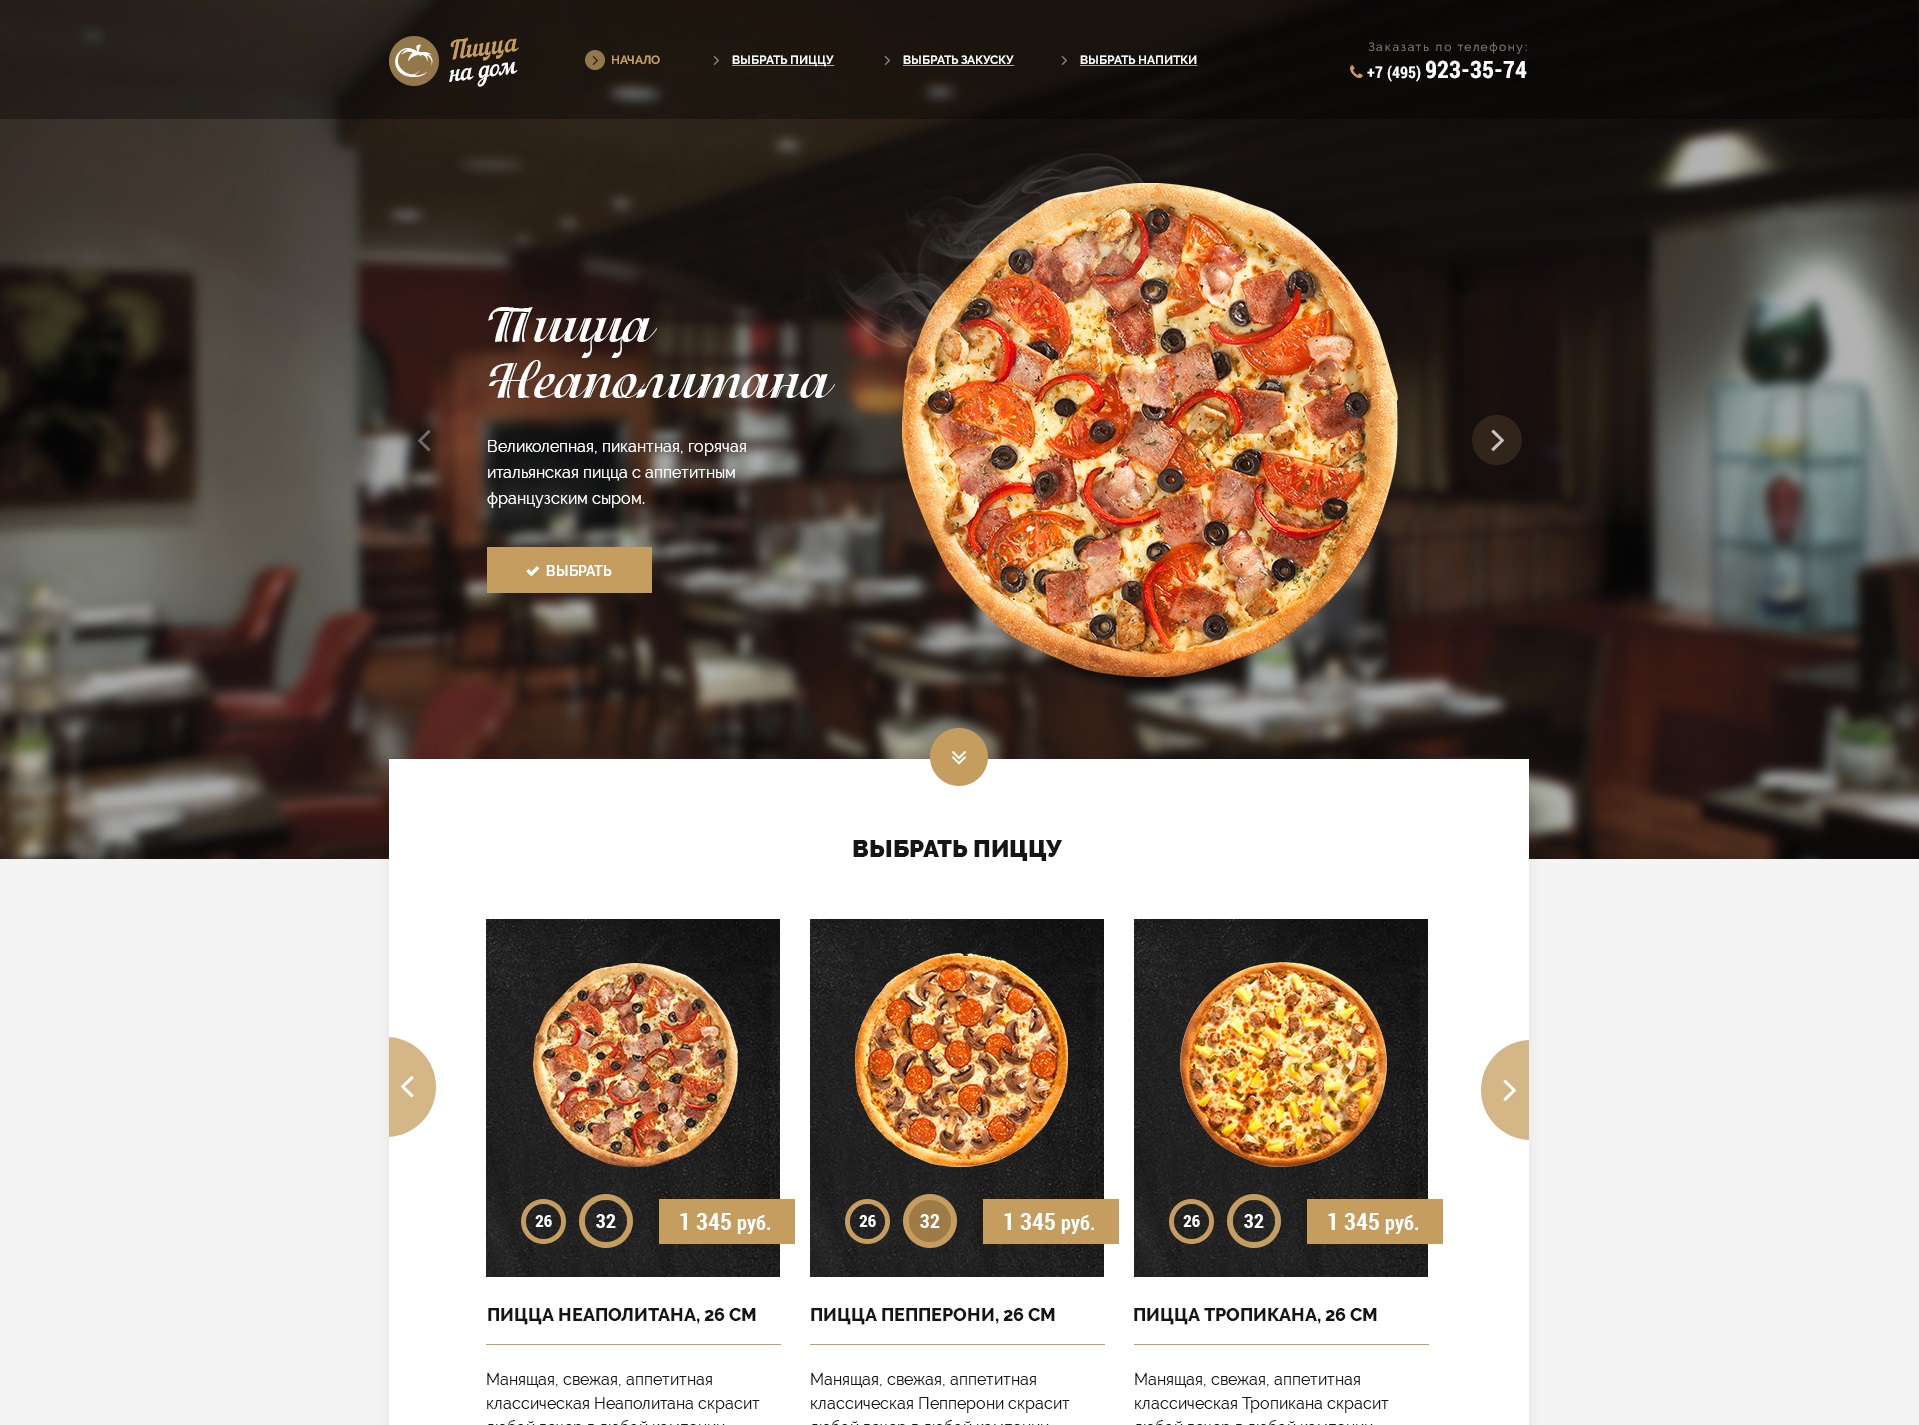 Пицца
на дом
НАЧАЛО
ВЫБРАТЬ ПИЦЦУ
ВЫБРАТЬ ЗАКУСКУ
ВЫБРАТЬ НАПИТКИ
Заказать по телефону:
+7 (495) 923-35-74
Пицца
Неаполитана
Великолепная, пикантная, горячая
итальянская пицца с аппетитным
французским сыром.
ВЫБРАТЬ
ВЫБРАТЬ ПИЦЦУ
26 32 1 345 руб.
26 32 1 345 руб.
26 32 1 345 руб.
ПИЦЦА НЕАПОЛИТАНА, 26 СМ
ПИЦЦА ПЕППЕРОНИ, 26 СМ
ПИЦЦА ТРОПИКАНА, 26 СМ
Манящая, свежая, аппетитная
классическая Неаполитана скрасит
Манящая, свежая, аппетитная
классическая Пепперони скрасит
Манящая, свежая, аппетитная
классическая Тропикана скрасит